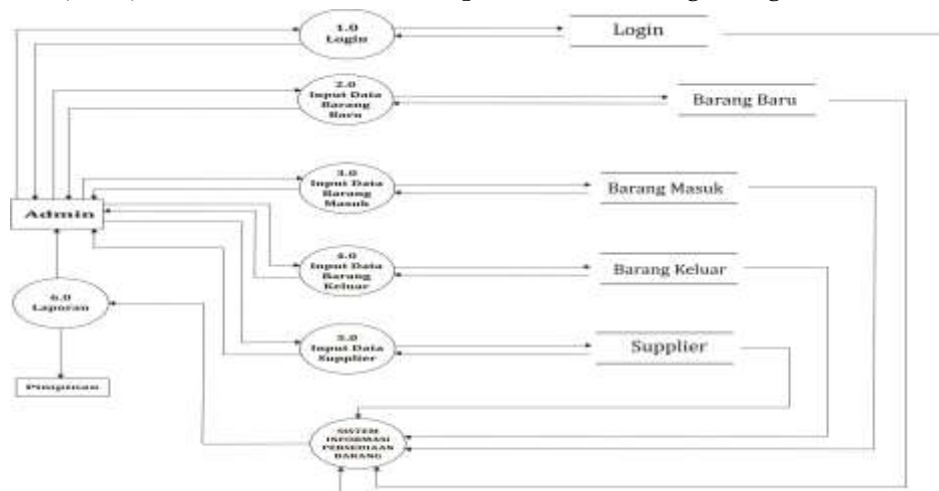 1.0
Login
Login
2.0
Input Data
Barang
Baru
Barang Baru
3.0
Input Data
Barang
Masuk
Barang Masuk
Admin
4.0
Input Data
Barang
Keluar
Barang Keluar
6.0
Laporan
5.0
Input Data
Supplier
Supplier
Pimpinan
SISTEM
INFORMASI
PERSEDIAAN
BARANG